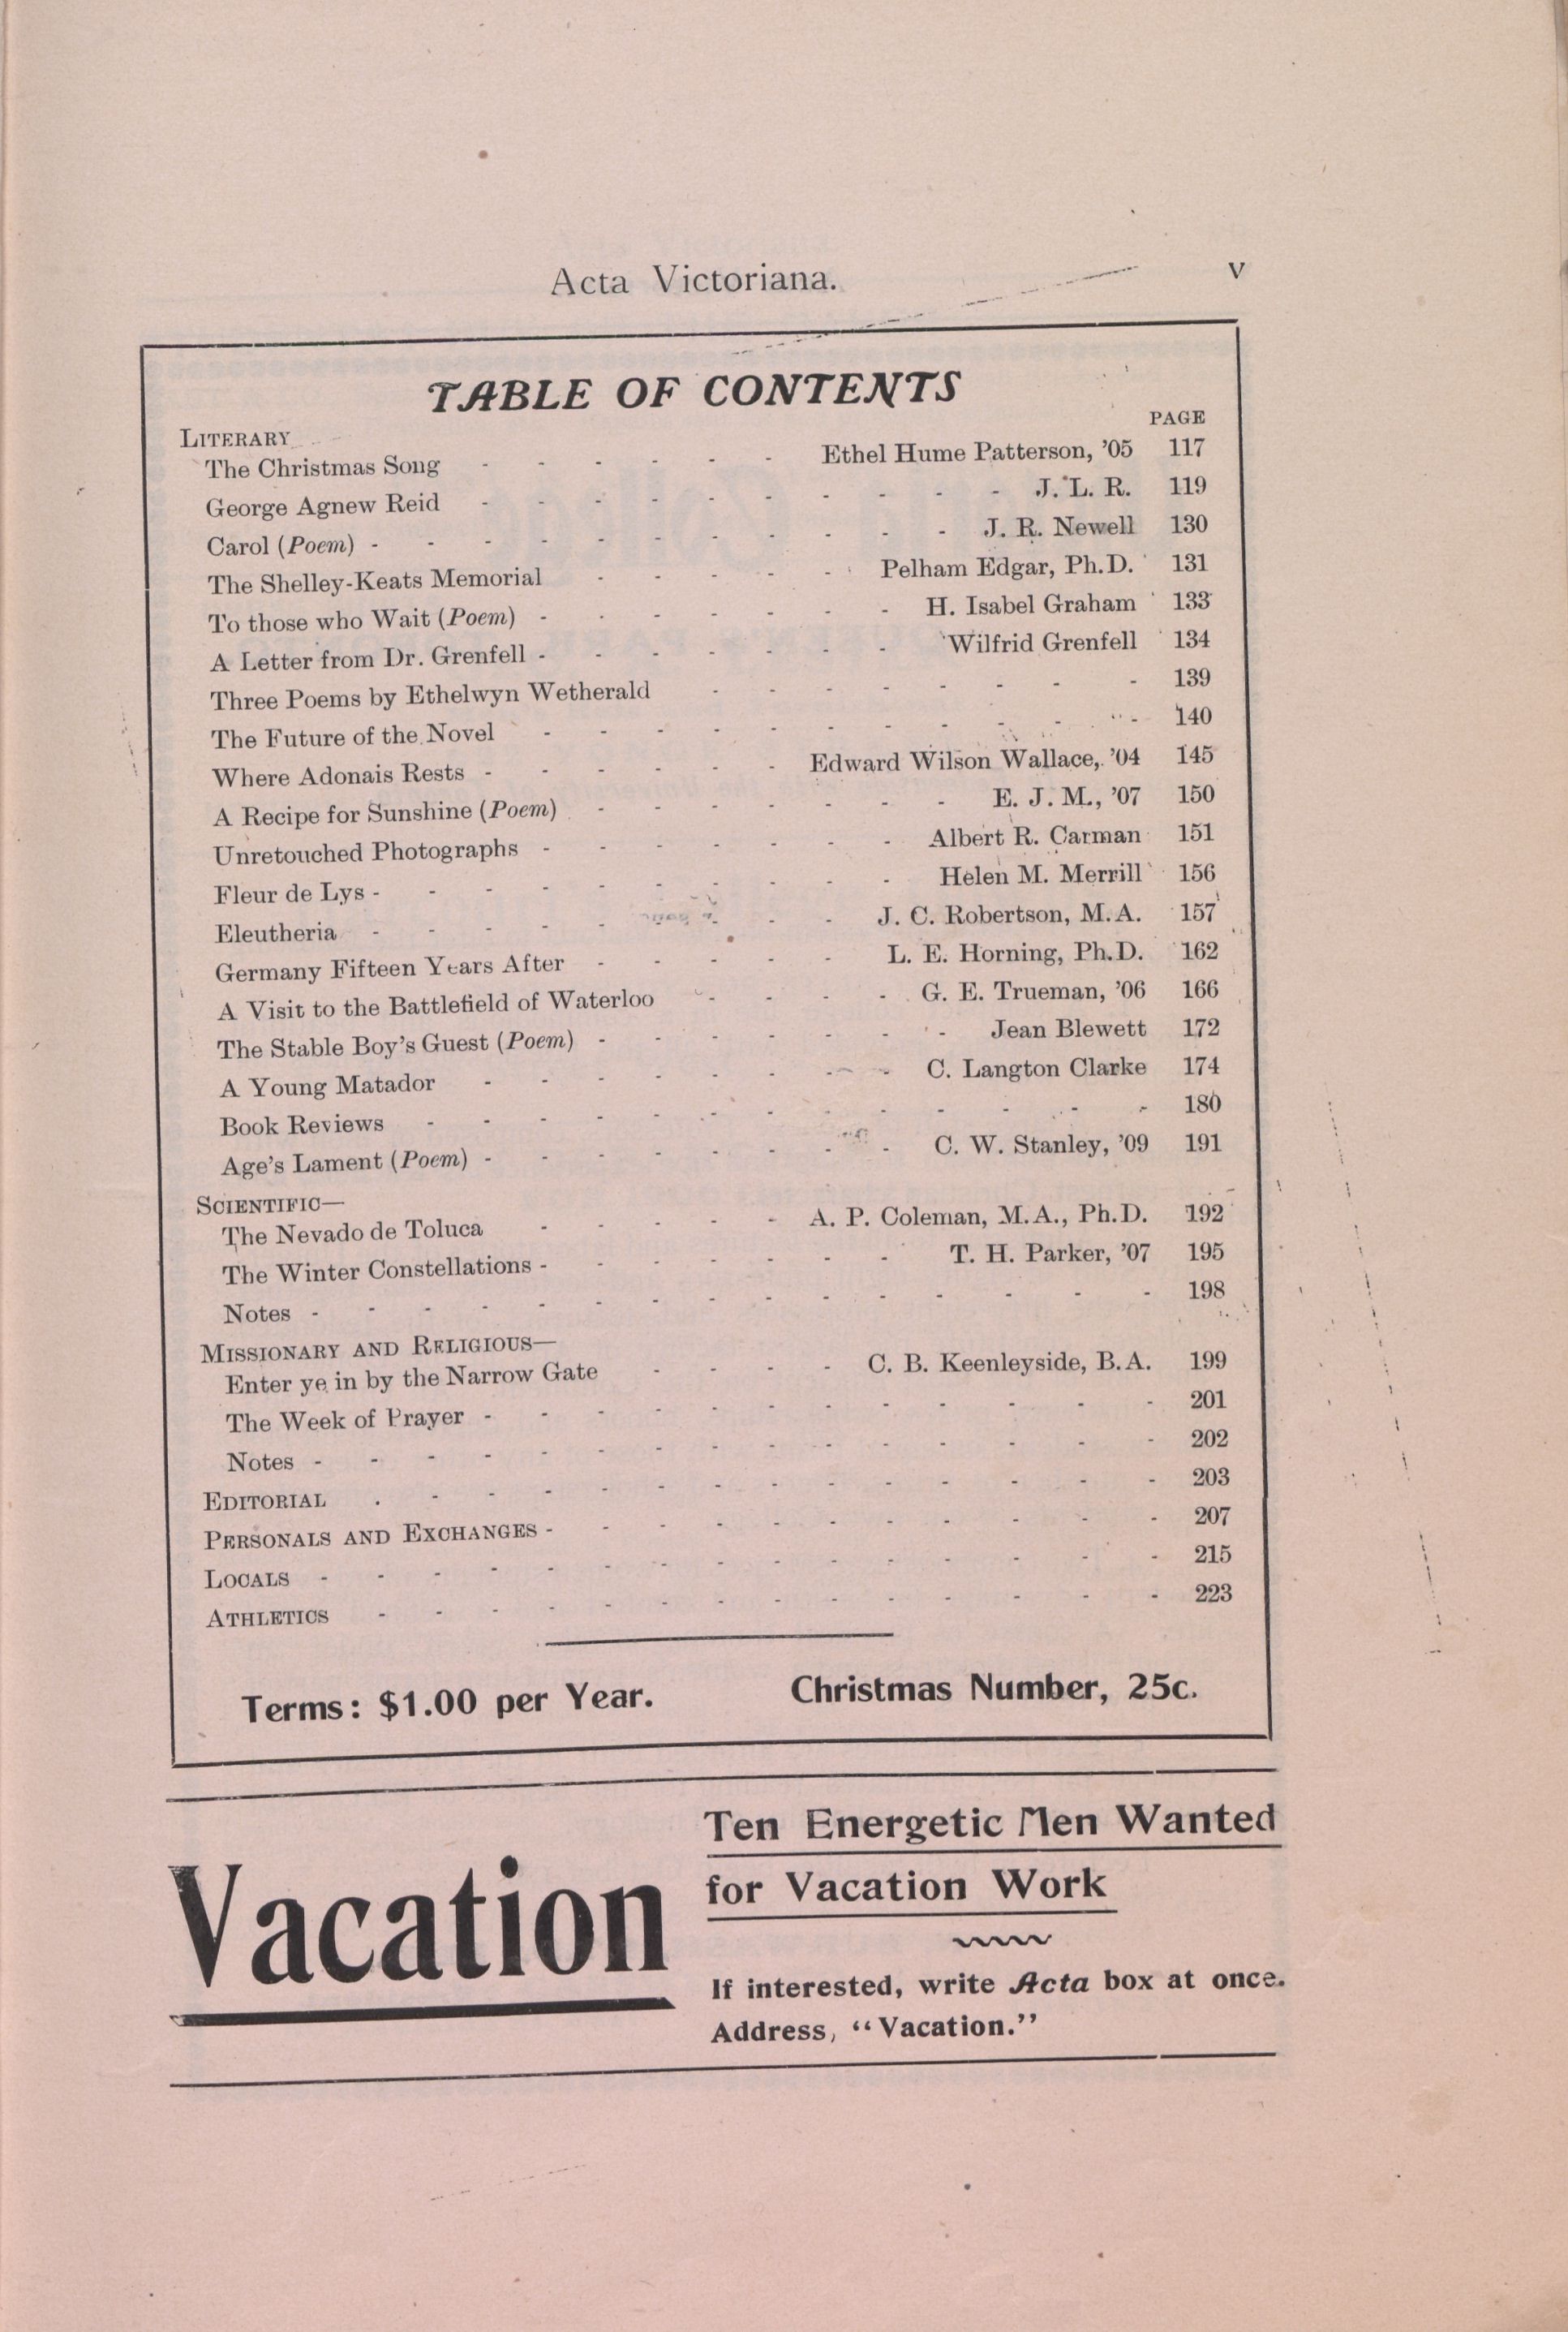 Acta Victoriana. v
TABLE OF CONTENTS
PAGE
LITERARY
The Christmas Song - - - - - - Ethel Hume Patterson, '05 117
George Agnew Reid - - - - - - - - - - J. L. R. 119
Carol (Poem) - - - - - - - - - - - J. R. Newell 130
The Shelley-Keats Memorial - - - - - Pelham Edgar, Ph.D. 131
To those who Wait (Poem) - - - - - - - H. Isabel Graham 133
A Letter from Dr. Grenfell - - - - - - - Wilfrid Grenfell 134
Three Poems by Ethelwyn Wetherald - - - - - - - - 139
The Future of the Novel - - - - - - - - - - - 140
Where Adonais Rests - - - - - - Edward Wilson Wallace, '04 145
A Recipe for Sunshine (Poem) - - - - - - - E. J. M., '07 150
Unretouched Photographs - - - - - - - Albert R. Carman 151
Fleur de Lys - - - - - - - - - - Helen M. Merrill 156
Eleutheria - - - - - - - - J. C. Robertson, M.A. 157
Germany Fifteen Years After - - - - - L. E. Horning, Ph.D. 162
A Visit to the Battlefield of Waterloo - - - - G. E. Trueman, '06 166
The Stable Boy's Guest (Poem) - - - - - - - Jean Blewett 172
A Young Matador - - - - - - - - C. Langton Clarke 174
Book Reviews - - - - - - - - - - - - - 180
Age's Lament (Poem) - - - - - - - - C. W. Stanley, '09 191
SCIENTIFIC—
The Nevado de Toluca - - - - - A. P. Coleman, M.A., Ph.D. 192
The Winter Constellations - - - - - - - T. H. Parker, '07 195
Notes - - - - - - - - - - - - - - - 198
MISSIONARY AND RELIGIOUS—
Enter ye in by the Narrow Gate - - - - C. B. Keenleyside, B.A. 199
The Week of Prayer - - - - - - - - - - - - 201
Notes - - - - - - - - - - - - - - - 202
EDITORIAL . - - - - - - - - - - - - - 203
PERSONALS AND EXCHANGES - - - - - - - - - - - 207
LOCALS - - - - - - - - - - - - - - - 215
ATHLETICS - - - - - - - - - - - - - - 223
Terms: $1.00 per Year. Christmas Number, 25c.
Vacation
Ten Energetic Men Wanted
for Vacation Work
If interested, write Acta box at once.
Address, "Vacation."